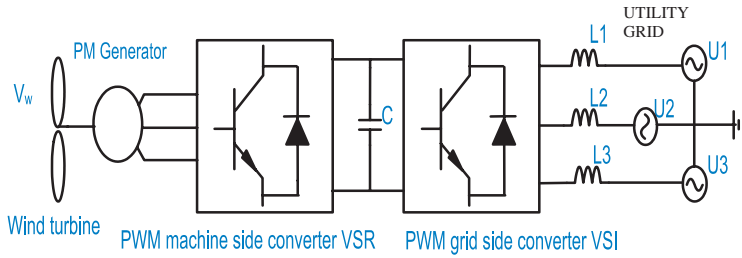 UTILITY
GRID
PM Generator
L1
U1
Vw
C
L2
U2
L3
U3
Wind turbine
PWM machine side converter VSR
PWM grid side converter VSI